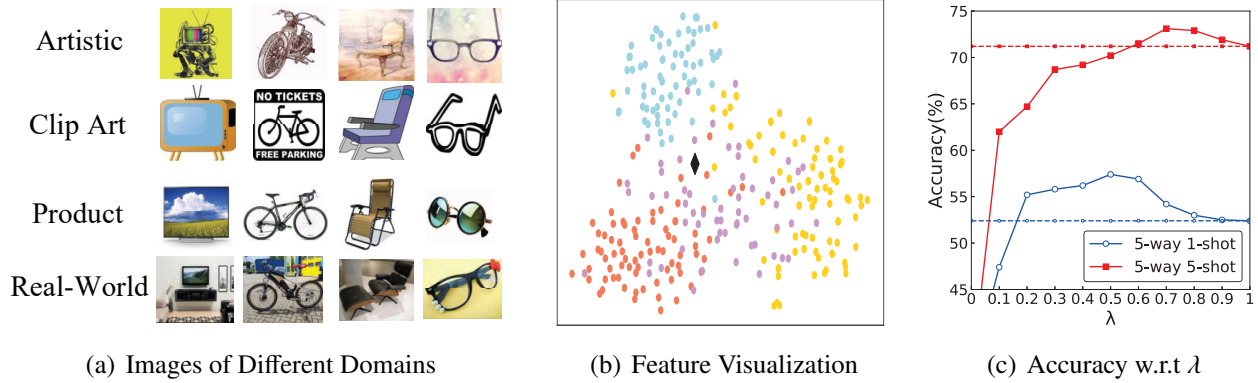 Artistic
Clip Art
NO TICKETS
FREE PARKING
Product
Real-World
(a) Images of Different Domains
(b) Feature Visualization
75
70
65
60
55
50
45
Accuracy(%)
5-way 1-shot
5-way 5-shot
0 0.1 0.2 0.3 0.4 0.5 0.6 0.7 0.8 0.9 1
λ
(c) Accuracy w.r.t λ